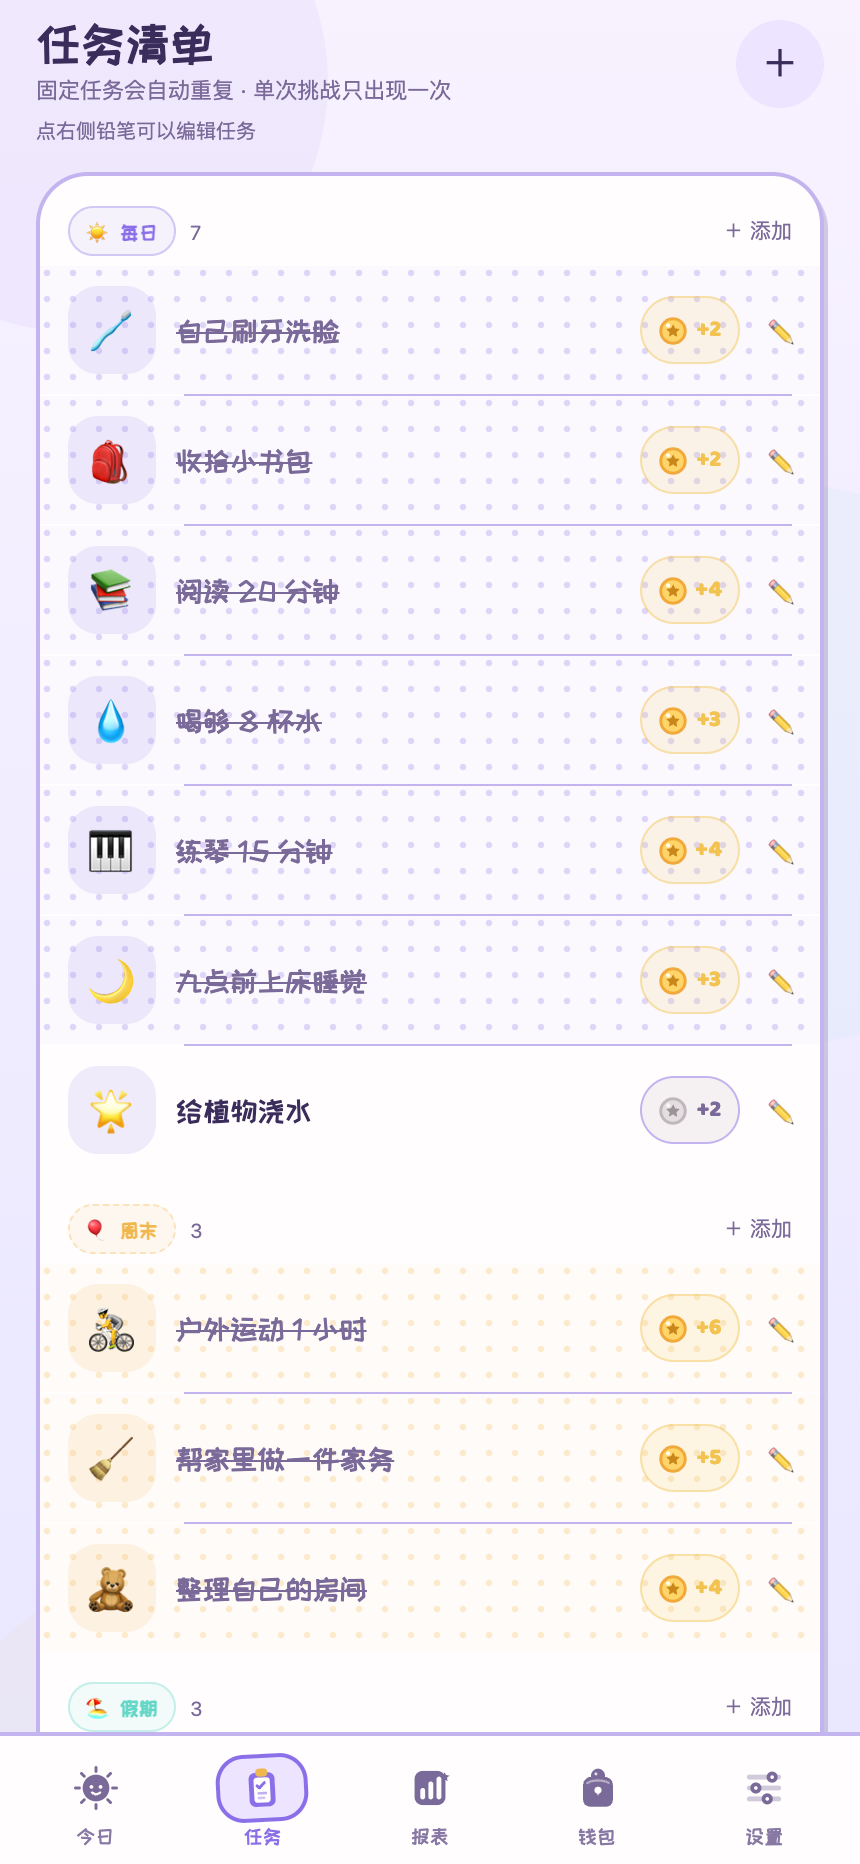 任务清单
固定任务会自动重复 · 单次挑战只出现一次
点右侧铅笔可以编辑任务
每日 7 + 添加
自己刷牙洗脸 +2
收拾小书包 +2
阅读 20 分钟 +4
喝够 8 杯水 +3
练琴 15 分钟 +4
九点前上床睡觉 +3
给植物浇水 +2
周末 3 + 添加
户外运动 1 小时 +6
帮家里做一件家务 +5
整理自己的房间 +4
假期 3 + 添加
今日 任务 报表 钱包 设置